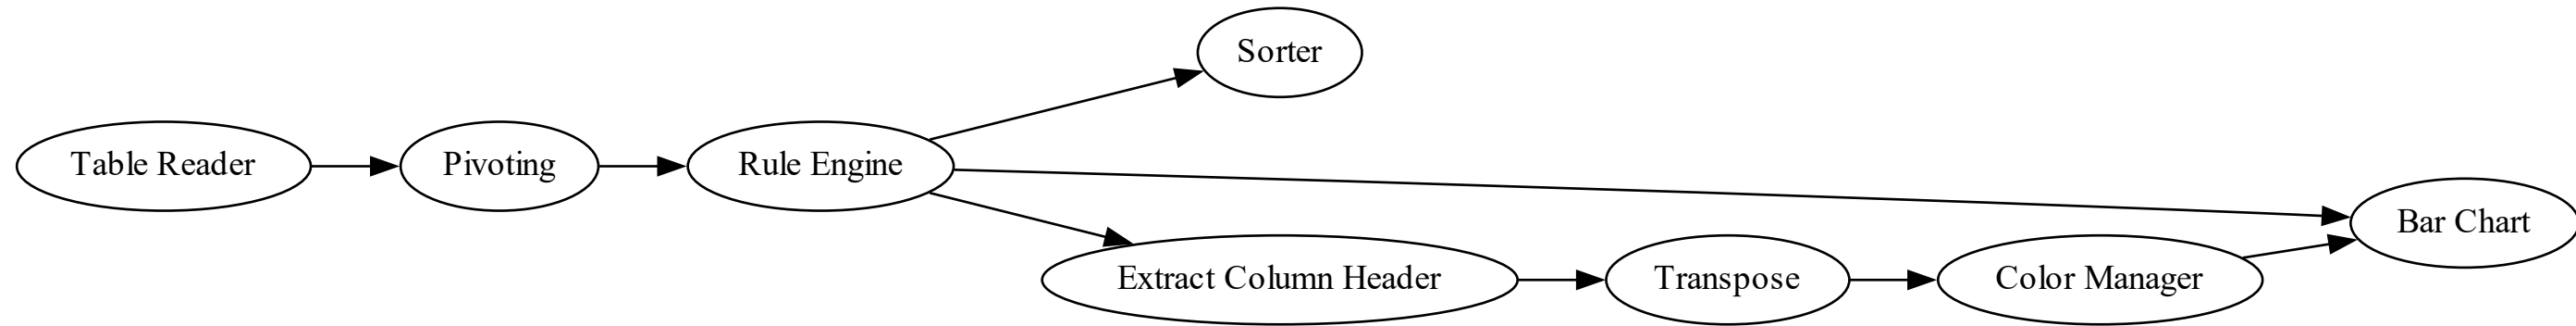 Sorter
Table Reader
Pivoting
Rule Engine
Bar Chart
Extract Column Header
Transpose
Color Manager